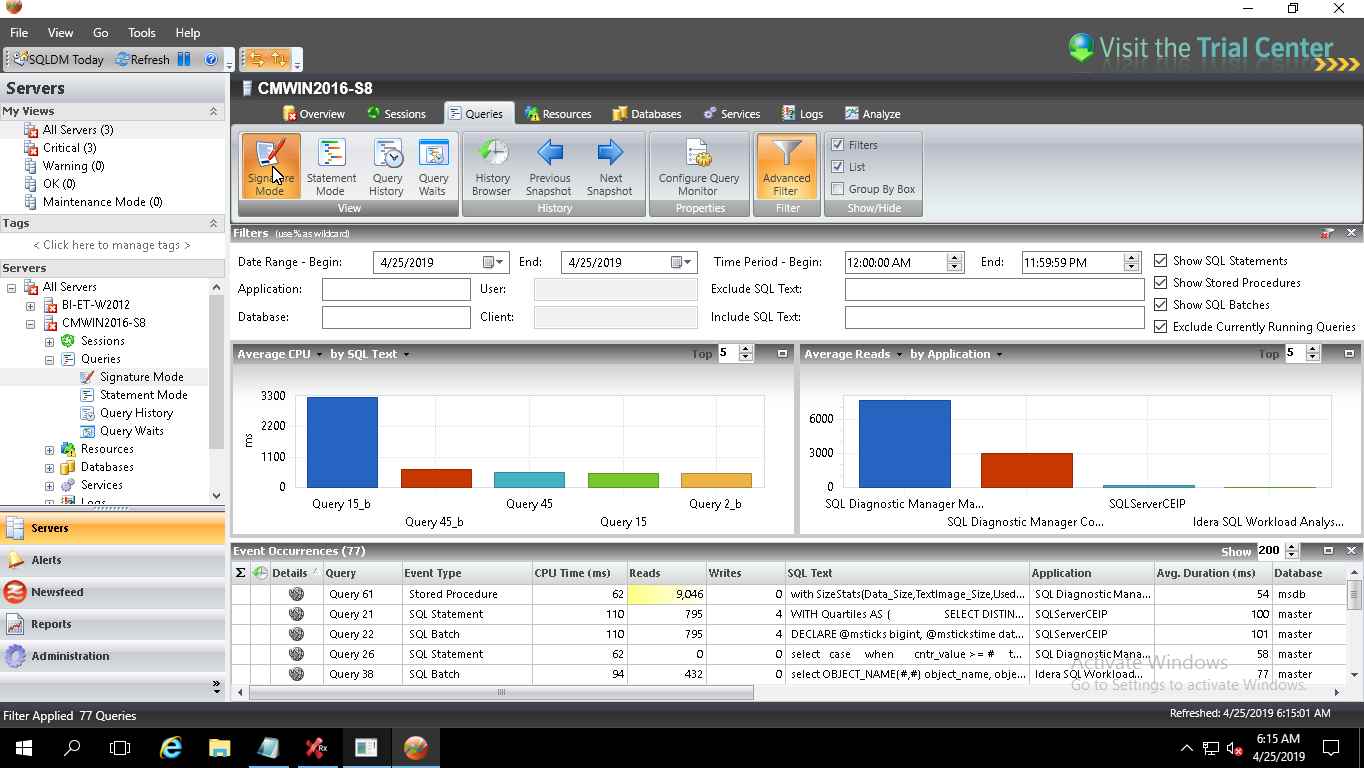 File View Go Tools Help
SQLDM Today Refresh
Visit the Trial Center
Servers
My Views
All Servers (3)
Critical (3)
Warning (0)
OK (0)
Maintenance Mode (0)
Tags
< Click here to manage tags >
Servers
All Servers
BI-ET-W2012
CMWIN2016-S8
Sessions
Queries
Signature Mode
Statement Mode
Query History
Query Waits
Resources
Databases
Services
Logs
Servers
Alerts
Newsfeed
Reports
Administration
CMWIN2016-S8
Overview Sessions Queries Resources Databases Services Logs Analyze
Signature Mode
Statement Mode
Query History
Query Waits
View
History Browser
Previous Snapshot
Next Snapshot
History
Configure Query Monitor
Properties
Advanced Filter
Filter
Filters
List
Group By Box
Show/Hide
Filters (use % as wildcard)
Date Range - Begin: 4/25/2019 End: 4/25/2019 Time Period - Begin: 12:00:00 AM End: 11:59:59 PM Show SQL Statements
Application: User: Exclude SQL Text: Show Stored Procedures
Database: Client: Include SQL Text: Show SQL Batches
Exclude Currently Running Queries
Average CPU by SQL Text Top 5
3300
2200
1100
0
ms
Query 15_b Query 45 Query 2_b
Query 45_b Query 15
Average Reads by Application Top 5
6000
3000
0
SQL Diagnostic Manager Ma... SQLServerCEIP
SQL Diagnostic Manager Co... Idera SQL Workload Analys...
Event Occurrences (77) Show 200
Σ Details Query Event Type CPU Time (ms) Reads Writes SQL Text Application Avg. Duration (ms) Database
Query 61 Stored Procedure 62 9,046 0 with SizeStats(Data_Size,TextImage_Size,Used... SQL Diagnostic Mana... 54 msdb
Query 21 SQL Statement 110 795 4 WITH Quartiles AS ( SELECT DISTIN... SQLServerCEIP 100 master
Query 22 SQL Batch 110 795 4 DECLARE @msticks bigint, @mstickstime dat... SQLServerCEIP 101 master
Query 26 SQL Statement 62 0 0 select case when cntr_value >= # t... SQL Diagnostic Mana... 58 master
Query 38 SQL Batch 94 432 0 select OBJECT_NAME(#,#) object_name, obje... Idera SQL Workload... 77 master
Activate Windows
Go to Settings to activate Windows.
Filter Applied 77 Queries
Refreshed: 4/25/2019 6:15:01 AM
Rx
6:15 AM
4/25/2019